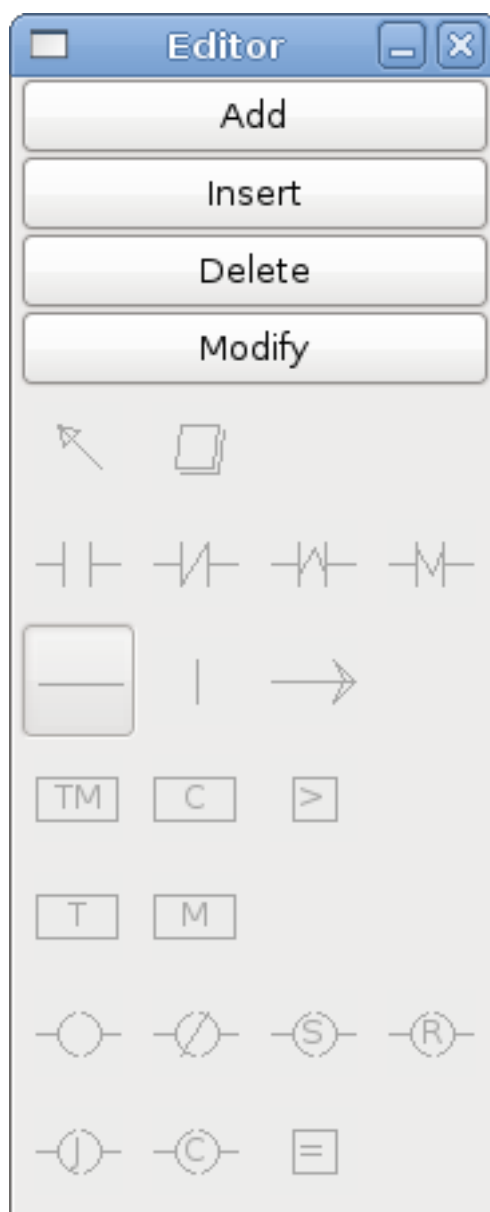 Editor
Add
Insert
Delete
Modify
TM C >
T M
S R
J C =